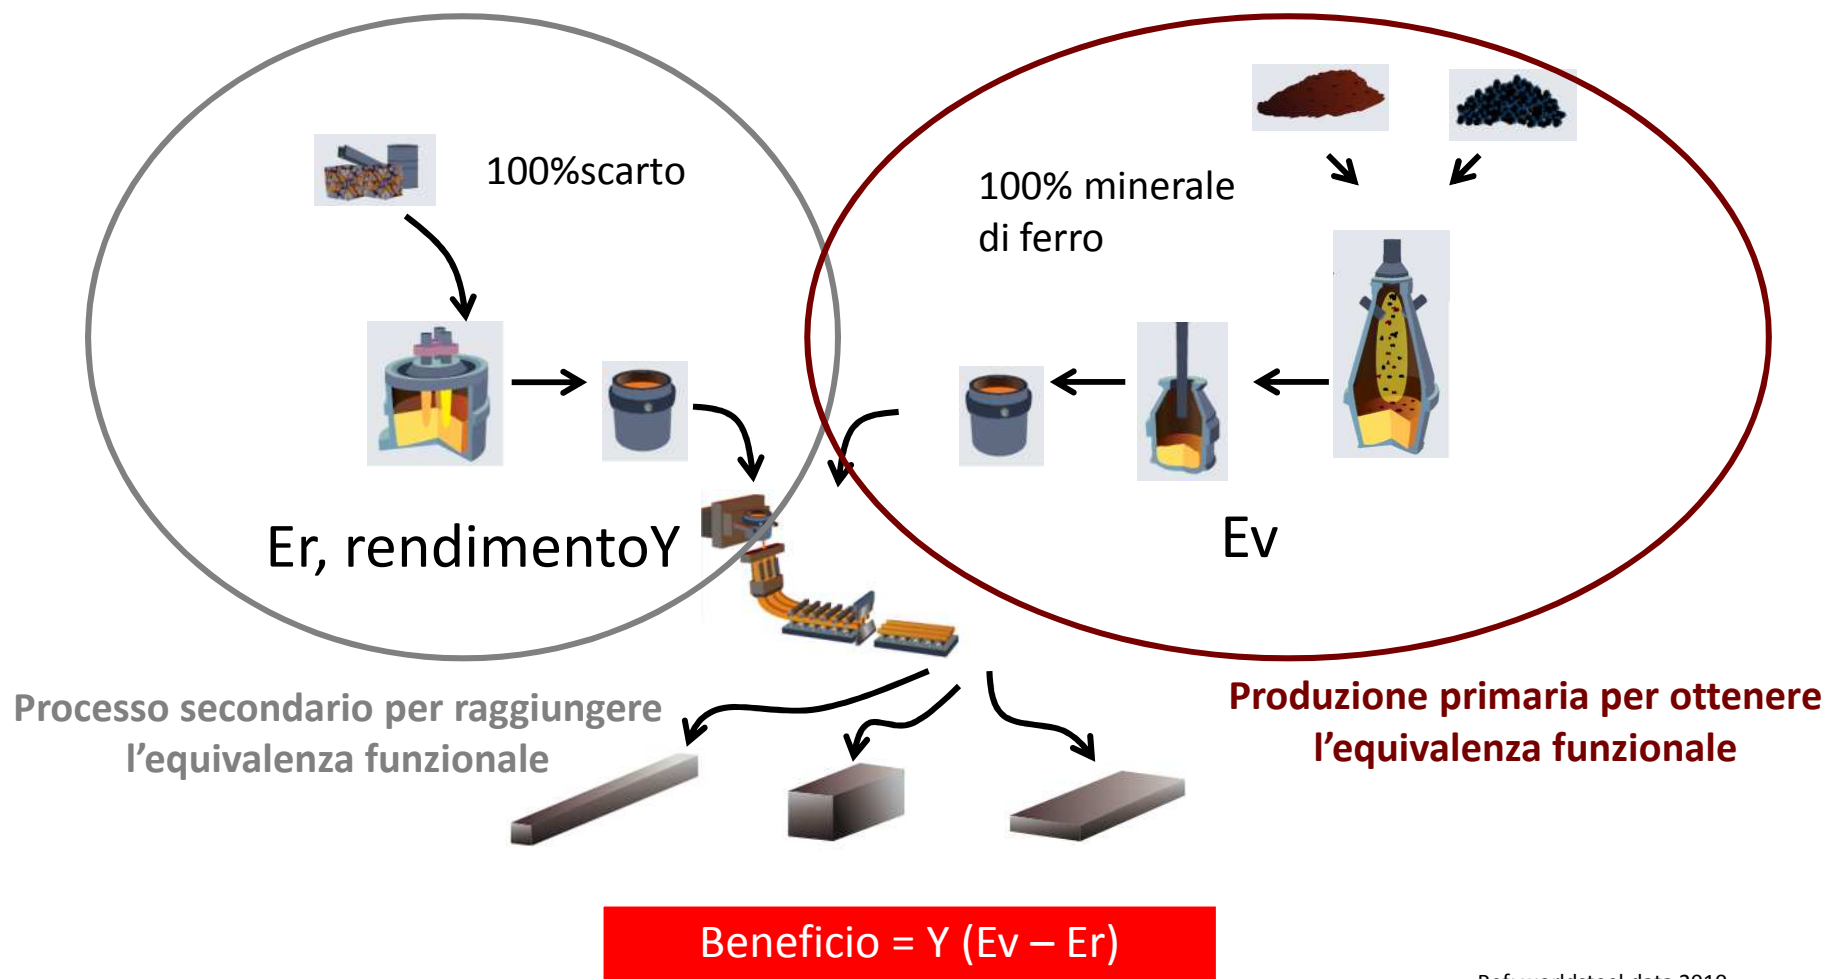 100%scarto
100% minerale
di ferro
Er, rendimentoY
Ev
Processo secondario per raggiungere
l’equivalenza funzionale
Produzione primaria per ottenere
l’equivalenza funzionale
Beneficio = Y (Ev – Er)